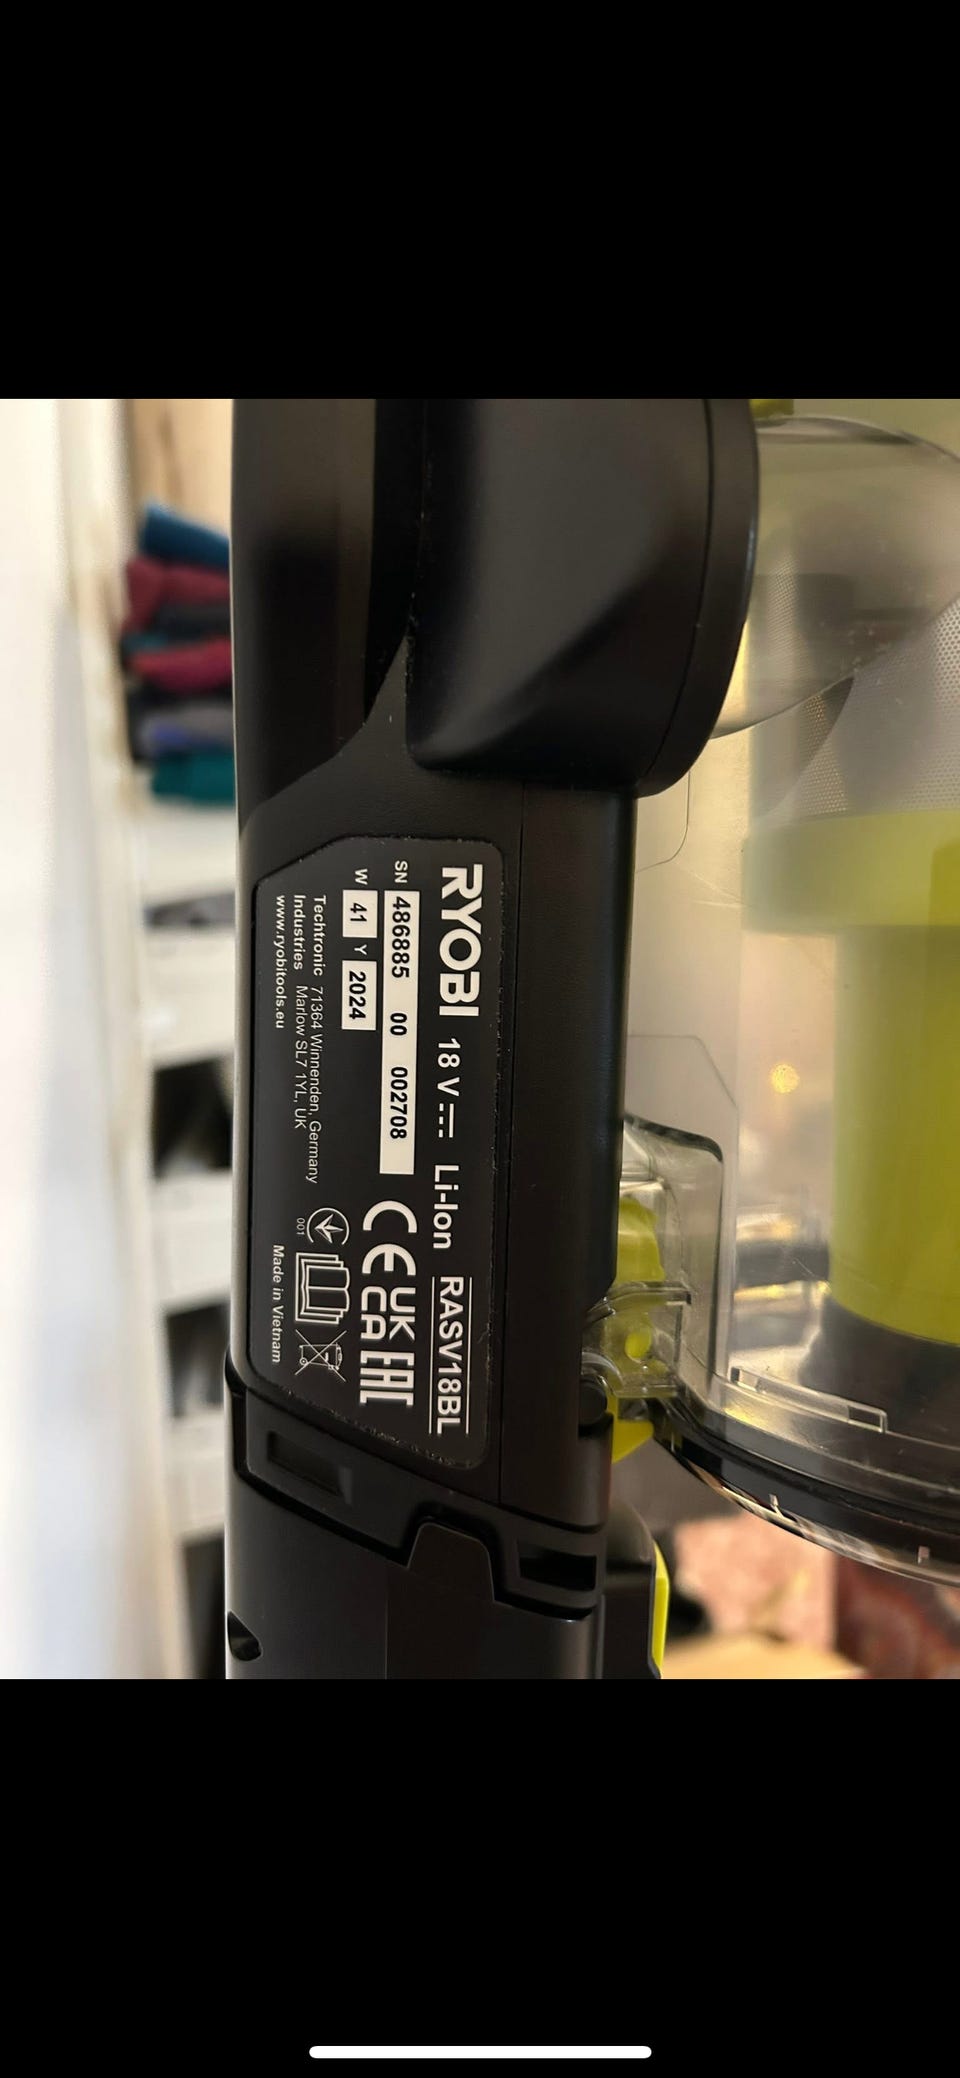 RYOBI 18 V Li-Ion RASV18BL
SN 486885 00 002708
W 41 Y 2024
CE UK CA EAC
Techtronic Industries
71364 Winnenden, Germany
Marlow SL7 1YL, UK
www.ryobitools.eu
001
Made in Vietnam